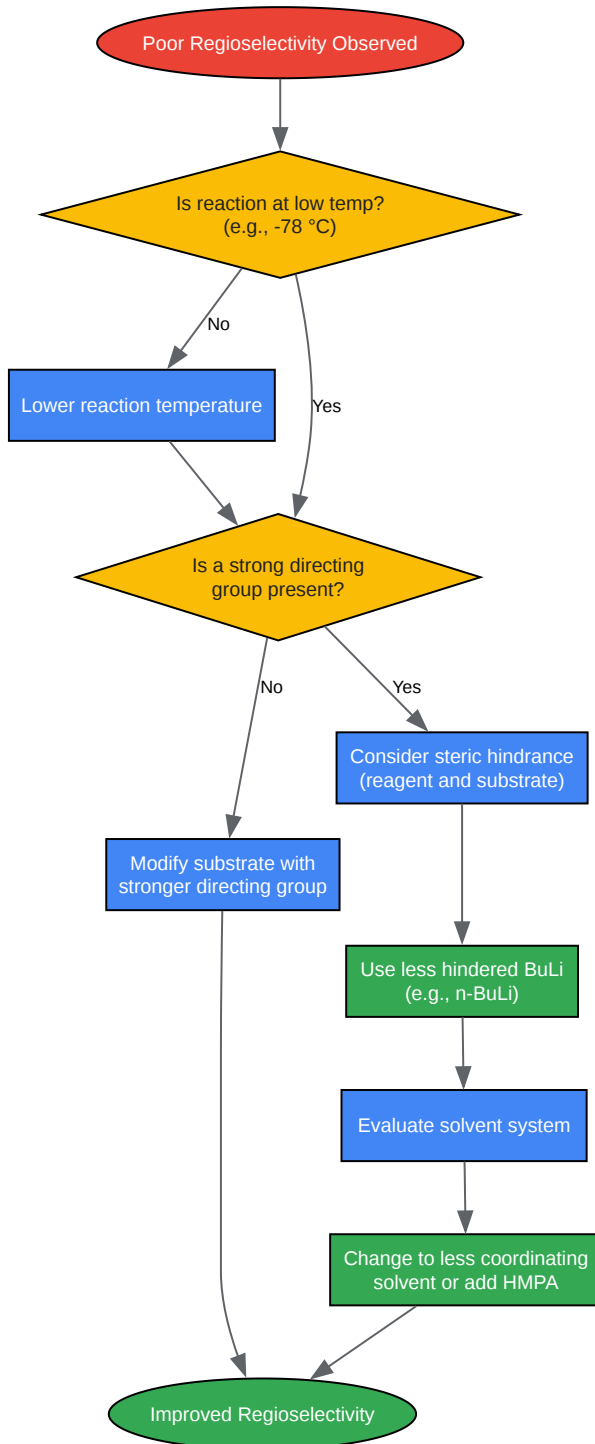 Poor Regioselectivity Observed
Is reaction at low temp?
(e.g., -78 °C)
No
Yes
Lower reaction temperature
Is a strong directing
group present?
No
Yes
Consider steric hindrance
(reagent and substrate)
Modify substrate with
stronger directing group
Use less hindered BuLi
(e.g., n-BuLi)
Evaluate solvent system
Change to less coordinating
solvent or add HMPA
Improved Regioselectivity